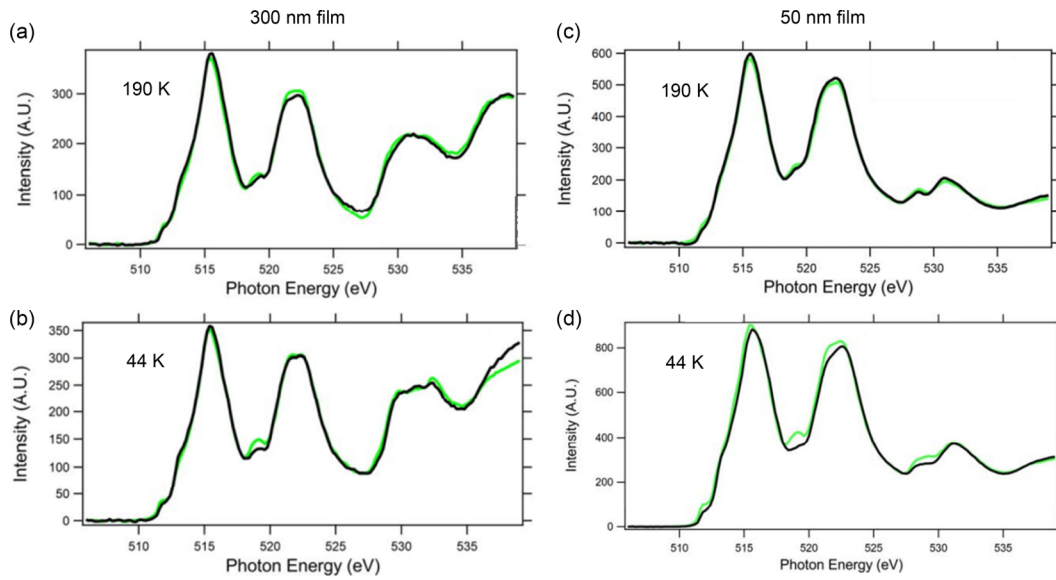 300 nm film
50 nm film
(a)
190 K
Intensity (A.U.)
300
200
100
0
510
515
520
525
530
535
Photon Energy (eV)
(c)
190 K
Intensity (A.U.)
600
500
400
300
200
100
0
510
515
520
525
530
535
Photon Energy (eV)
(b)
44 K
Intensity (A.U.)
350
300
250
200
150
100
50
0
510
515
520
525
530
535
Photon Energy (eV)
(d)
44 K
Intensity (A.U.)
800
600
400
200
0
510
515
520
525
530
535
Photon Energy (eV)